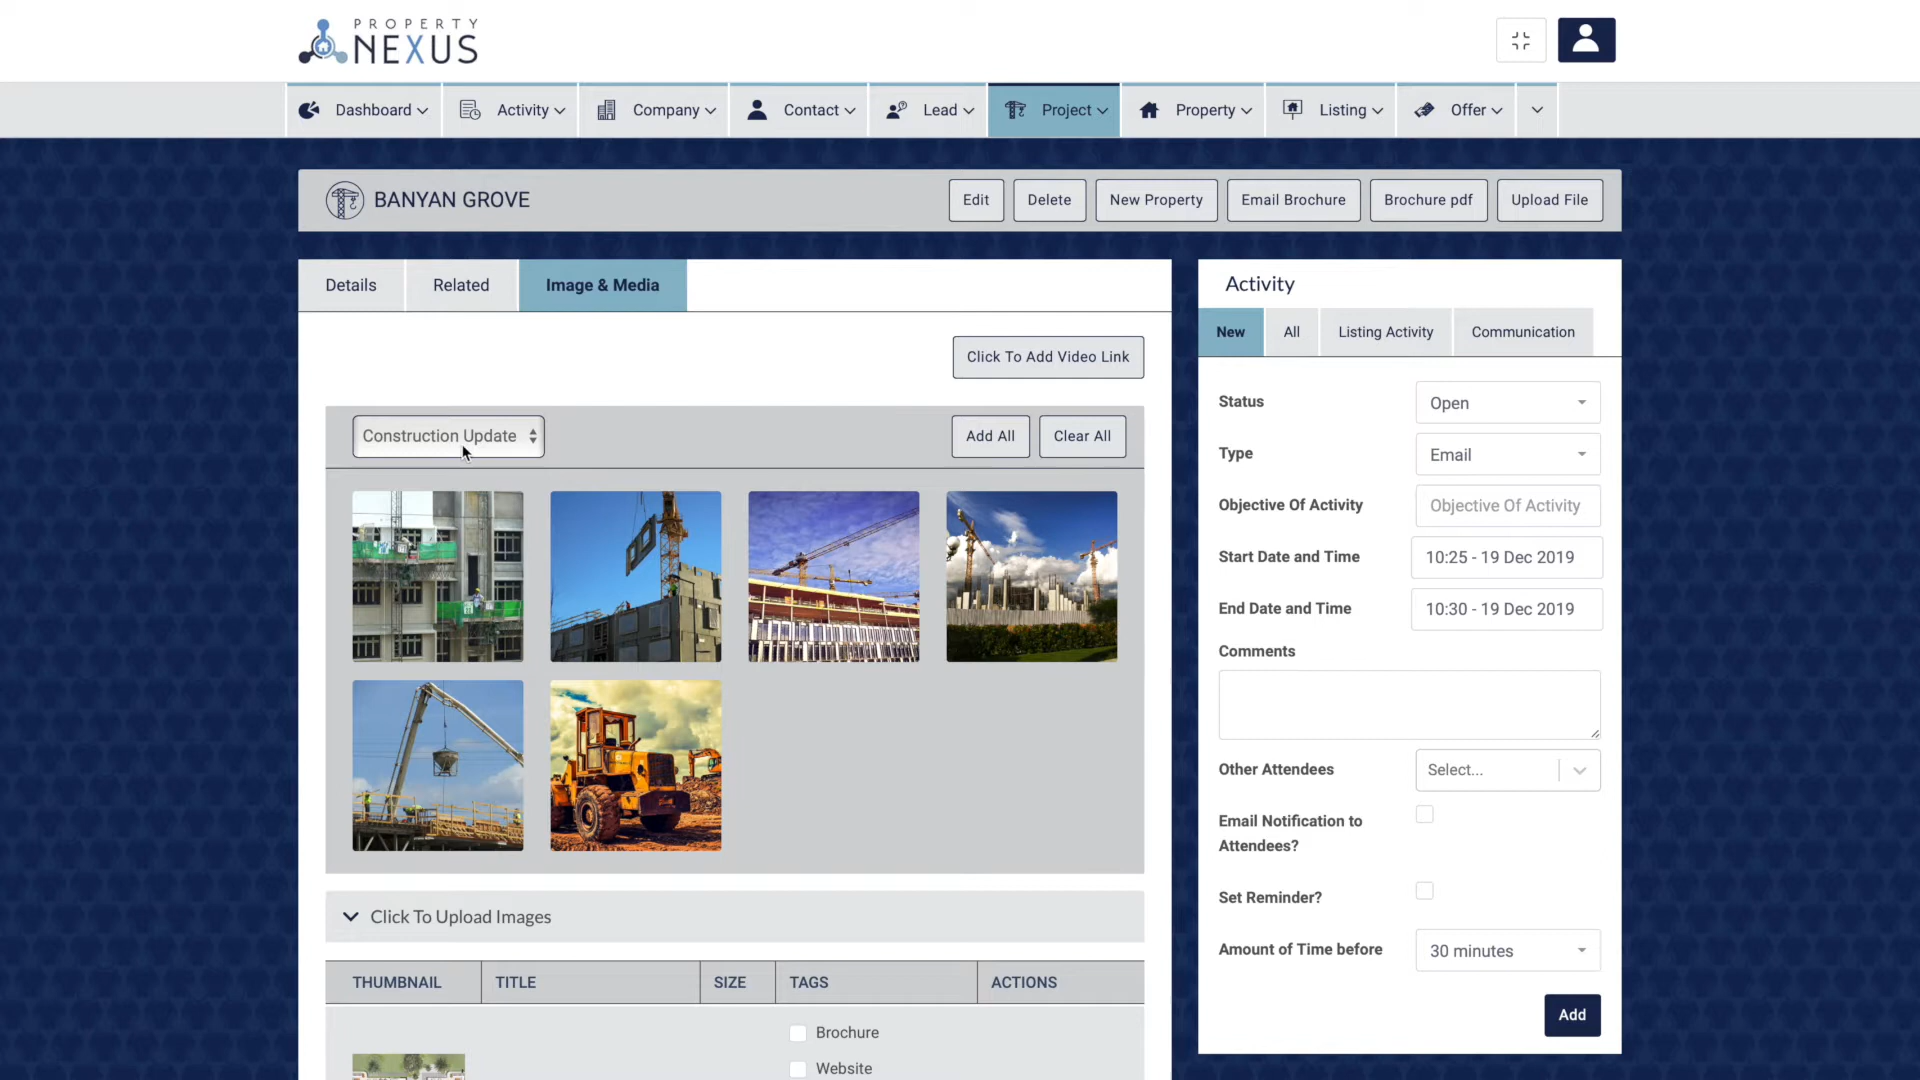 PROPERTY
NEXUS
Dashboard
Activity
Company
Contact
Lead
Project
Property
Listing
Offer
BANYAN GROVE
Edit
Delete
New Property
Email Brochure
Brochure pdf
Upload File
Details
Related
Image & Media
Click To Add Video Link
Construction Update
Add All
Clear All
Click To Upload Images
THUMBNAIL
TITLE
SIZE
TAGS
ACTIONS
Brochure
Website
Activity
New
All
Listing Activity
Communication
Status
Open
Type
Email
Objective Of Activity
Objective Of Activity
Start Date and Time
10:25 - 19 Dec 2019
End Date and Time
10:30 - 19 Dec 2019
Comments
Other Attendees
Select...
Email Notification to
Attendees?
Set Reminder?
Amount of Time before
30 minutes
Add